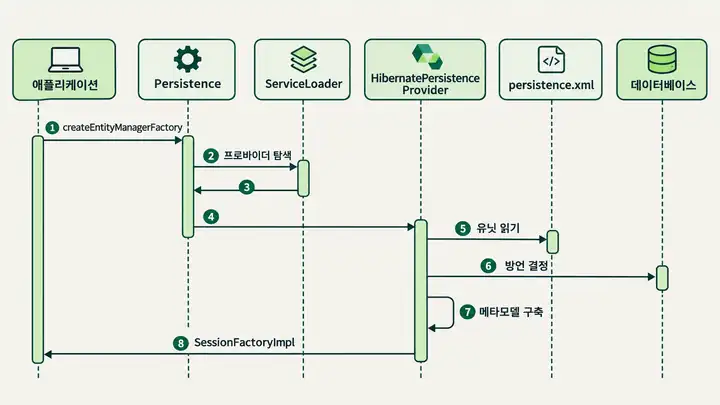 애플리케이션
Persistence
ServiceLoader
HibernatePersistence
Provider
</>
persistence.xml
데이터베이스
1 createEntityManagerFactory
2 프로바이더 탐색
3
4
5 유닛 읽기
6 방언 결정
7 메타모델 구축
8 SessionFactoryImpl